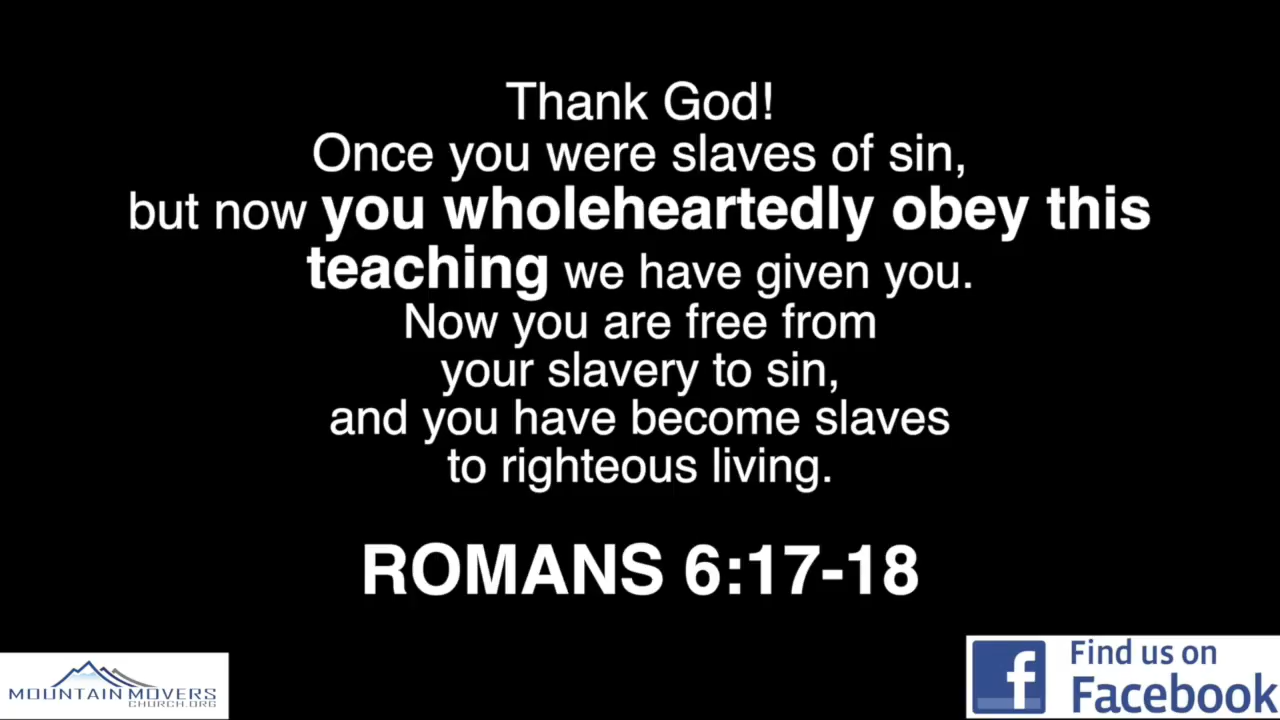 Thank God!
Once you were slaves of sin,
but now you wholeheartedly obey this
teaching we have given you.
Now you are free from
your slavery to sin,
and you have become slaves
to righteous living.
ROMANS 6:17-18
MOUNTAIN MOVERS
CHURCH.ORG
f
Find us on
Facebook